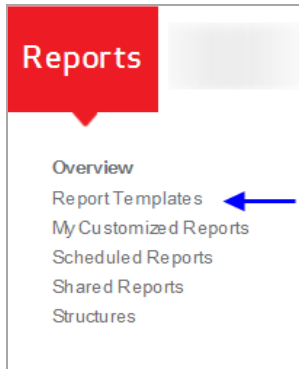 Reports
Overview
Report Templates
My Customized Reports
Scheduled Reports
Shared Reports
Structures